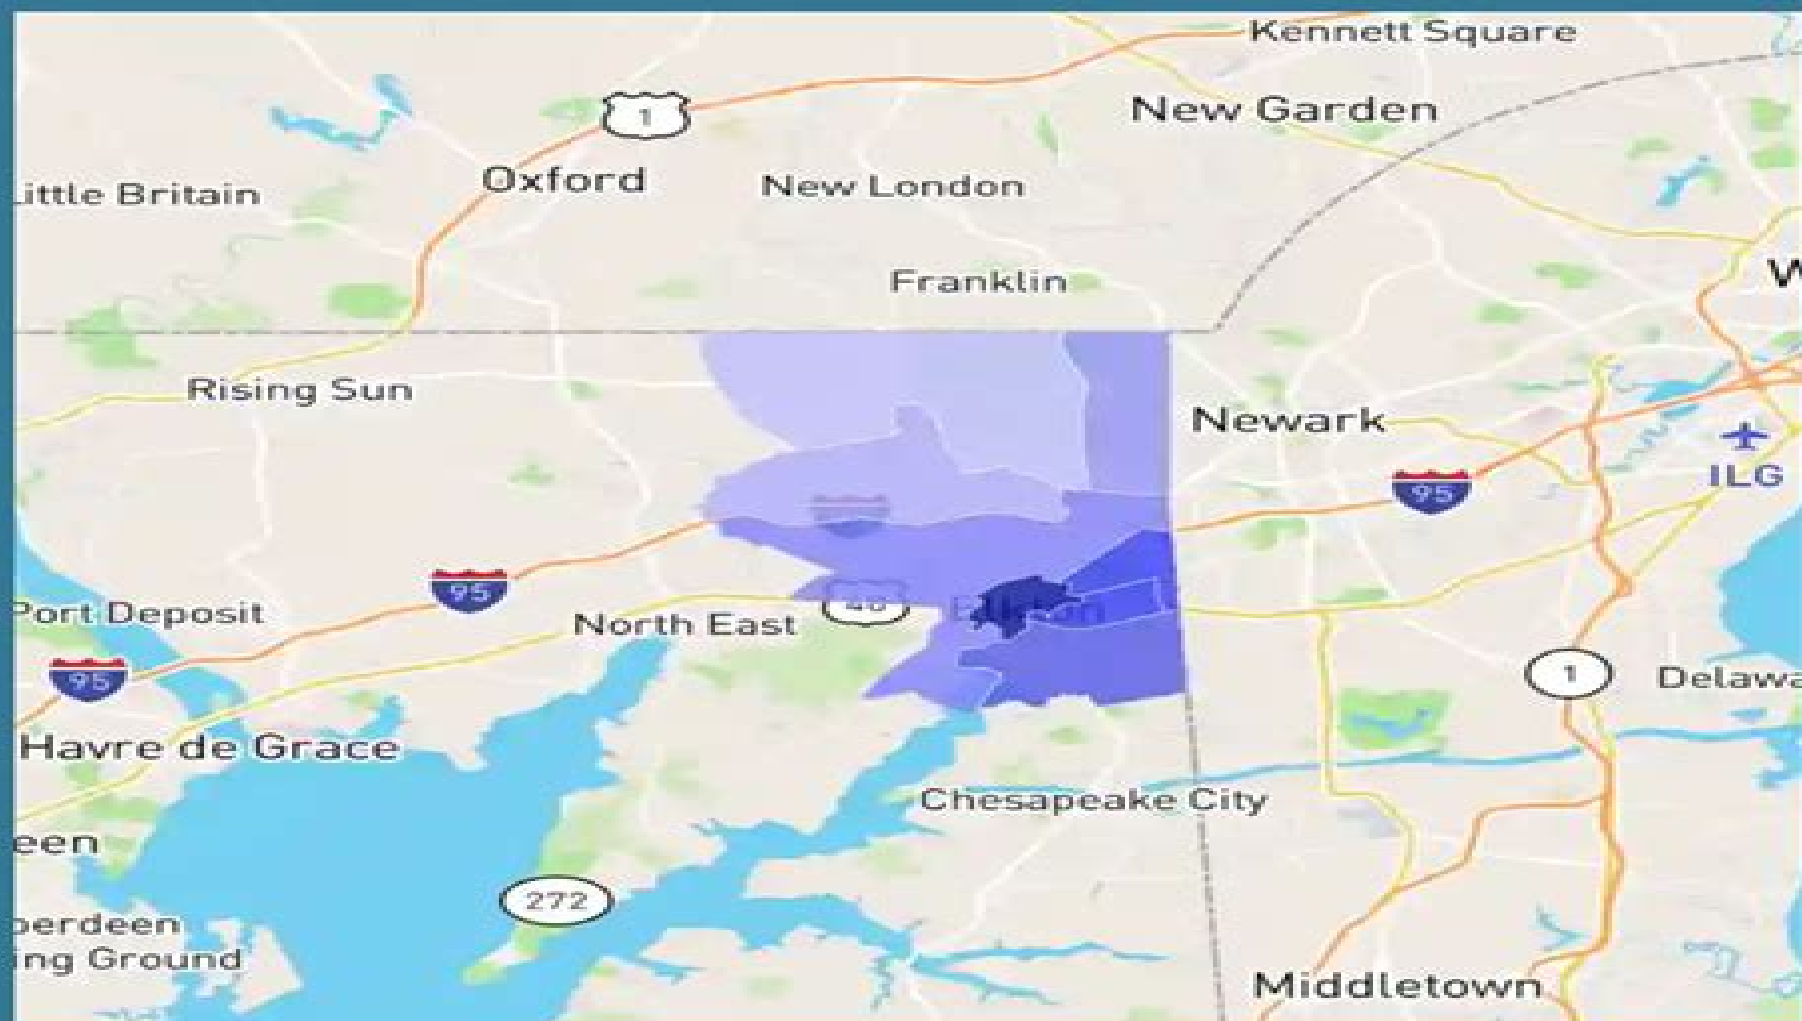 Kennett Square
New Garden
1
Oxford
New London
ittle Britain
Franklin
W
Rising Sun
Newark
ILG
95
95
Port Deposit
North East
95
1
Delawa
Havre de Grace
Chesapeake City
een
272
berdeen
ing Ground
Middletown